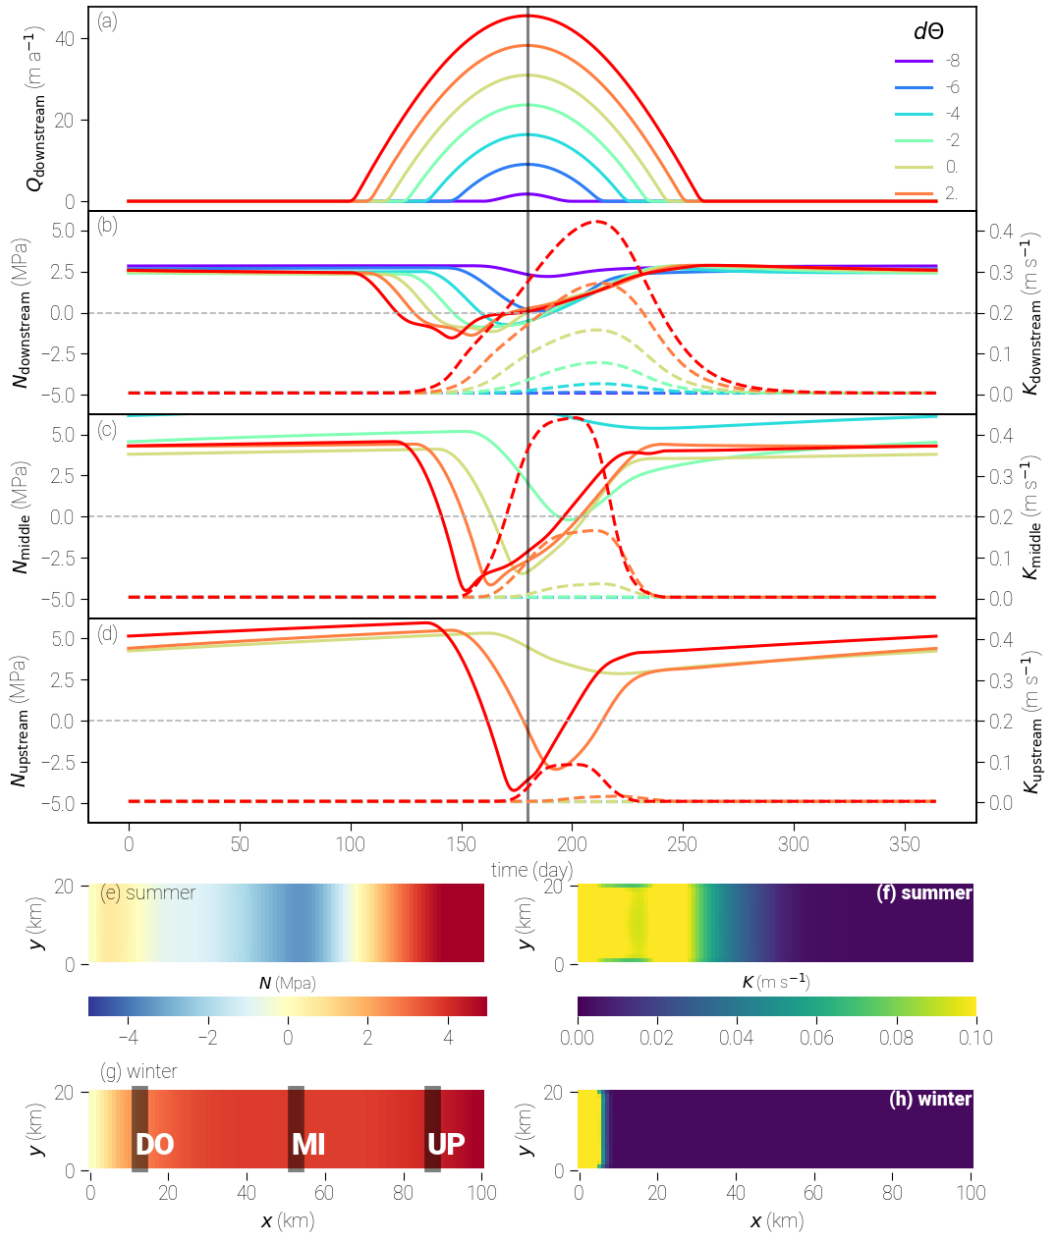 (a)
dΘ
-8
-6
-4
-2
0.
2.
40
20
0
Qdownstream (m a⁻¹)
(b)
5.0
2.5
0.0
−2.5
−5.0
Ndownstream (MPa)
0.4
0.3
0.2
0.1
0.0
Kdownstream (m s⁻¹)
(c)
5.0
2.5
0.0
−2.5
−5.0
Nmiddle (MPa)
0.4
0.3
0.2
0.1
0.0
Kmiddle (m s⁻¹)
(d)
5.0
2.5
0.0
−2.5
−5.0
Nupstream (MPa)
0.4
0.3
0.2
0.1
0.0
Kupstream (m s⁻¹)
0 50 100 150 200 250 300 350
time (day)
(e) summer
20
0
y (km)
(f) summer
20
0
y (km)
N (Mpa)
−4 −2 0 2 4
K (m s⁻¹)
0.00 0.02 0.04 0.06 0.08 0.10
(g) winter
20
0
y (km)
DO MI UP
0 20 40 60 80 100
x (km)
(h) winter
20
0
y (km)
0 20 40 60 80 100
x (km)